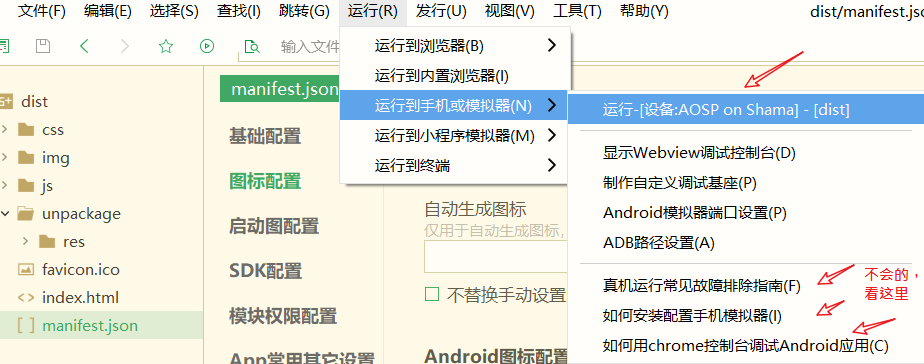 文件(F) 编辑(E) 选择(S) 查找(I) 跳转(G) 运行(R) 发行(U) 视图(V) 工具(T) 帮助(Y)
dist/manifest.jso
输入文件
运行到浏览器(B)
运行到内置浏览器(I)
运行到手机或模拟器(N)
运行到小程序模拟器(M)
运行到终端
运行-[设备:AOSP on Shama] - [dist]
显示Webview调试控制台(D)
制作自定义调试基座(P)
Android模拟器端口设置(P)
ADB路径设置(A)
真机运行常见故障排除指南(F)
如何安装配置手机模拟器(I)
如何用chrome控制台调试Android应用(C)
不会的，
看这里
dist
css
img
js
unpackage
res
favicon.ico
index.html
[ ] manifest.json
manifest.json
基础配置
图标配置
启动图配置
SDK配置
模块权限配置
App常用其它设置
自动生成图标
仅用于自动生成图标，
不替换手动设置
Android图标配